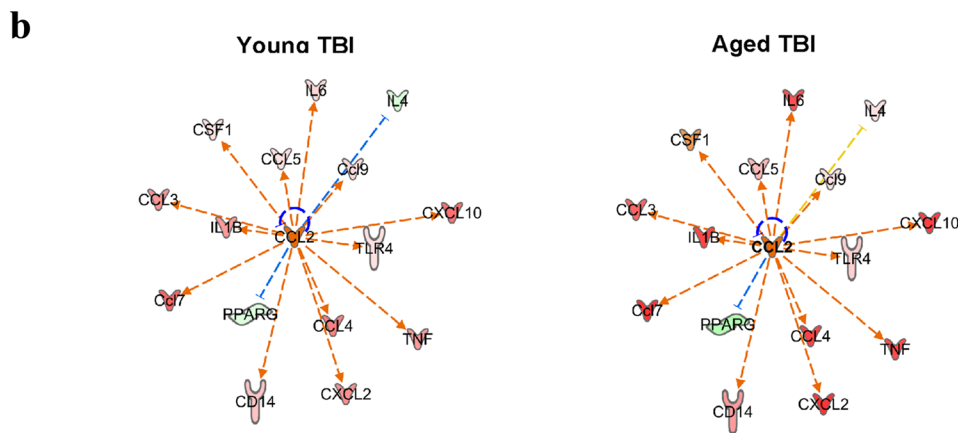 b
Young TBI
Aged TBI
IL6
IL4
CSF1
CCL5
Ccl9
CCL3
IL1B
CXCL10
CCL2
TLR4
Ccl7
PPARG
CCL4
TNF
CD14
CXCL2
IL6
IL4
CSF1
CCL5
Ccl9
CCL3
IL1B
CXCL10
CCL2
TLR4
Ccl7
PPARG
CCL4
TNF
CD14
CXCL2